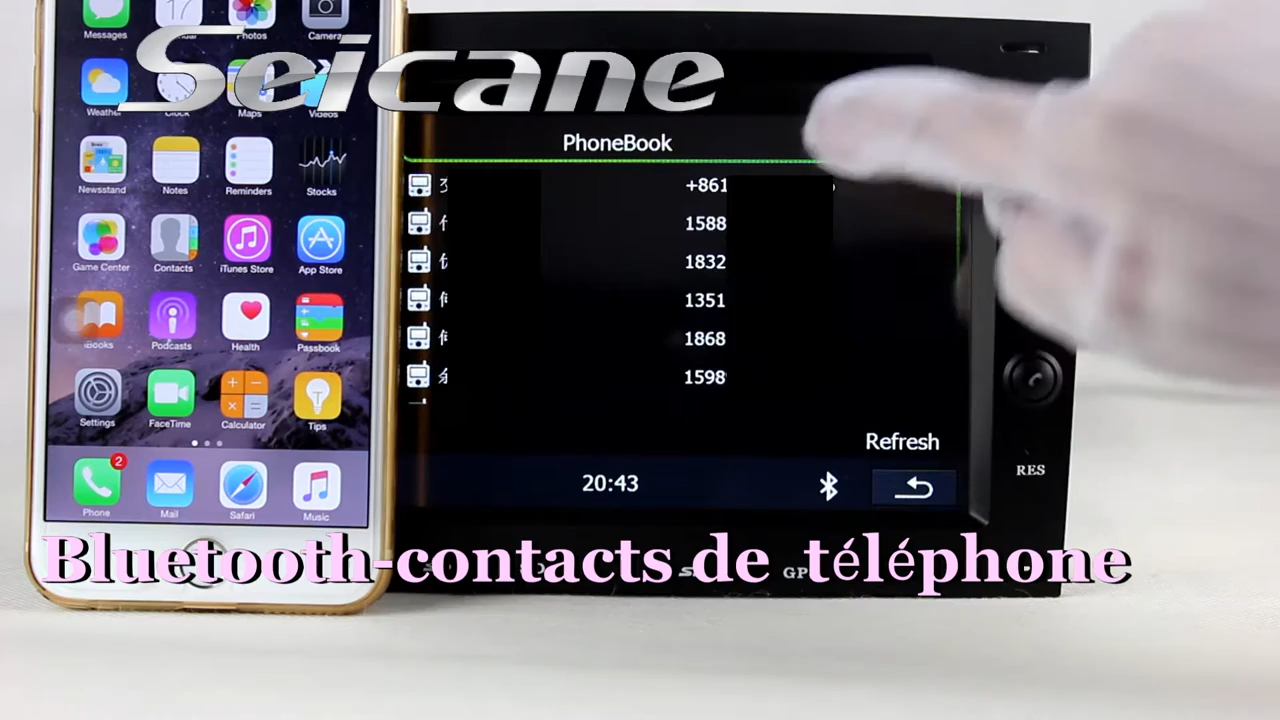 Messages
Photos
Camera
Seicane
Weather
Clock
Maps
Videos
PhoneBook
Newsstand
Notes
Reminders
Stocks
+861
1588
1832
1351
1868
1598
Game Center
Contacts
iTunes Store
App Store
iBooks
Podcasts
Health
Passbook
Settings
FaceTime
Calculator
Tips
Refresh
2
20:43
RES
Phone
Mail
Safari
Music
Bluetooth-contacts de téléphone
GP